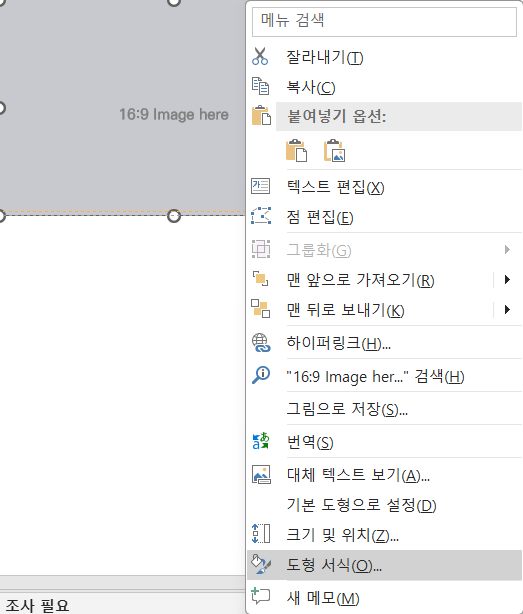 메뉴 검색
잘라내기(T)
복사(C)
16:9 Image here
붙여넣기 옵션:
텍스트 편집(X)
점 편집(E)
그룹화(G)
맨 앞으로 가져오기(R)
맨 뒤로 보내기(K)
하이퍼링크(H)...
"16:9 Image her..." 검색(H)
그림으로 저장(S)...
번역(S)
대체 텍스트 보기(A)...
기본 도형으로 설정(D)
크기 및 위치(Z)...
도형 서식(O)...
새 메모(M)
조사 필요